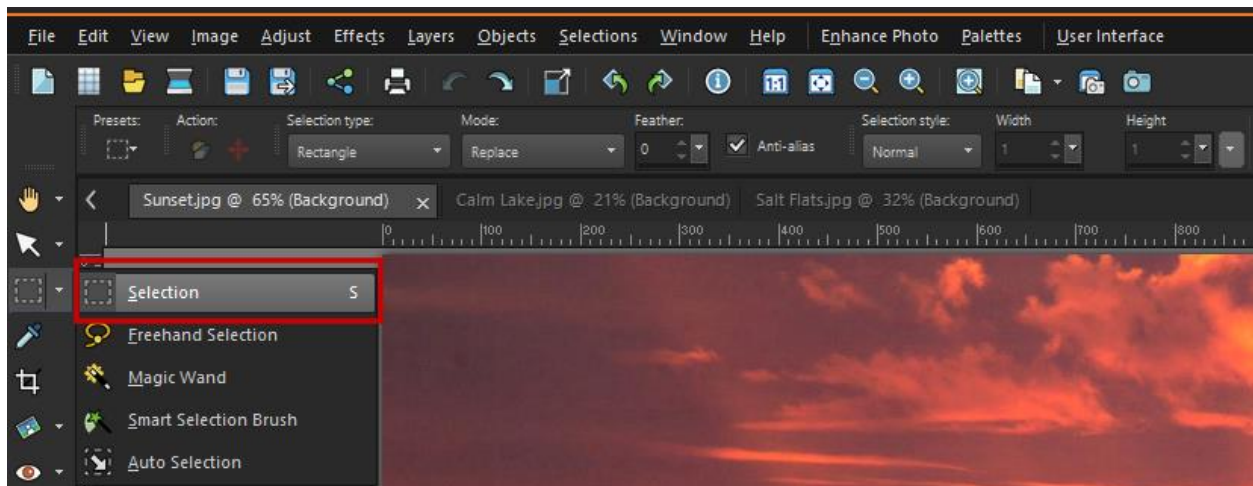 File Edit View Image Adjust Effects Layers Objects Selections Window Help Enhance Photo Palettes User Interface
1:1
Presets: Action: Selection type: Mode: Feather: Selection style: Width Height
Rectangle Replace 0 Anti-alias Normal 1 1
Sunset.jpg @ 65% (Background) Calm Lake.jpg @ 21% (Background) Salt Flats.jpg @ 32% (Background)
0 100 200 300 400 500 600 700 800
0
Selection S
Freehand Selection
Magic Wand
Smart Selection Brush
Auto Selection